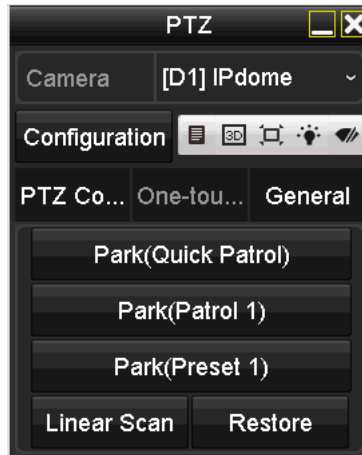 PTZ
Camera [D1] IPdome
Configuration 3D
PTZ Co... One-tou... General
Park(Quick Patrol)
Park(Patrol 1)
Park(Preset 1)
Linear Scan Restore